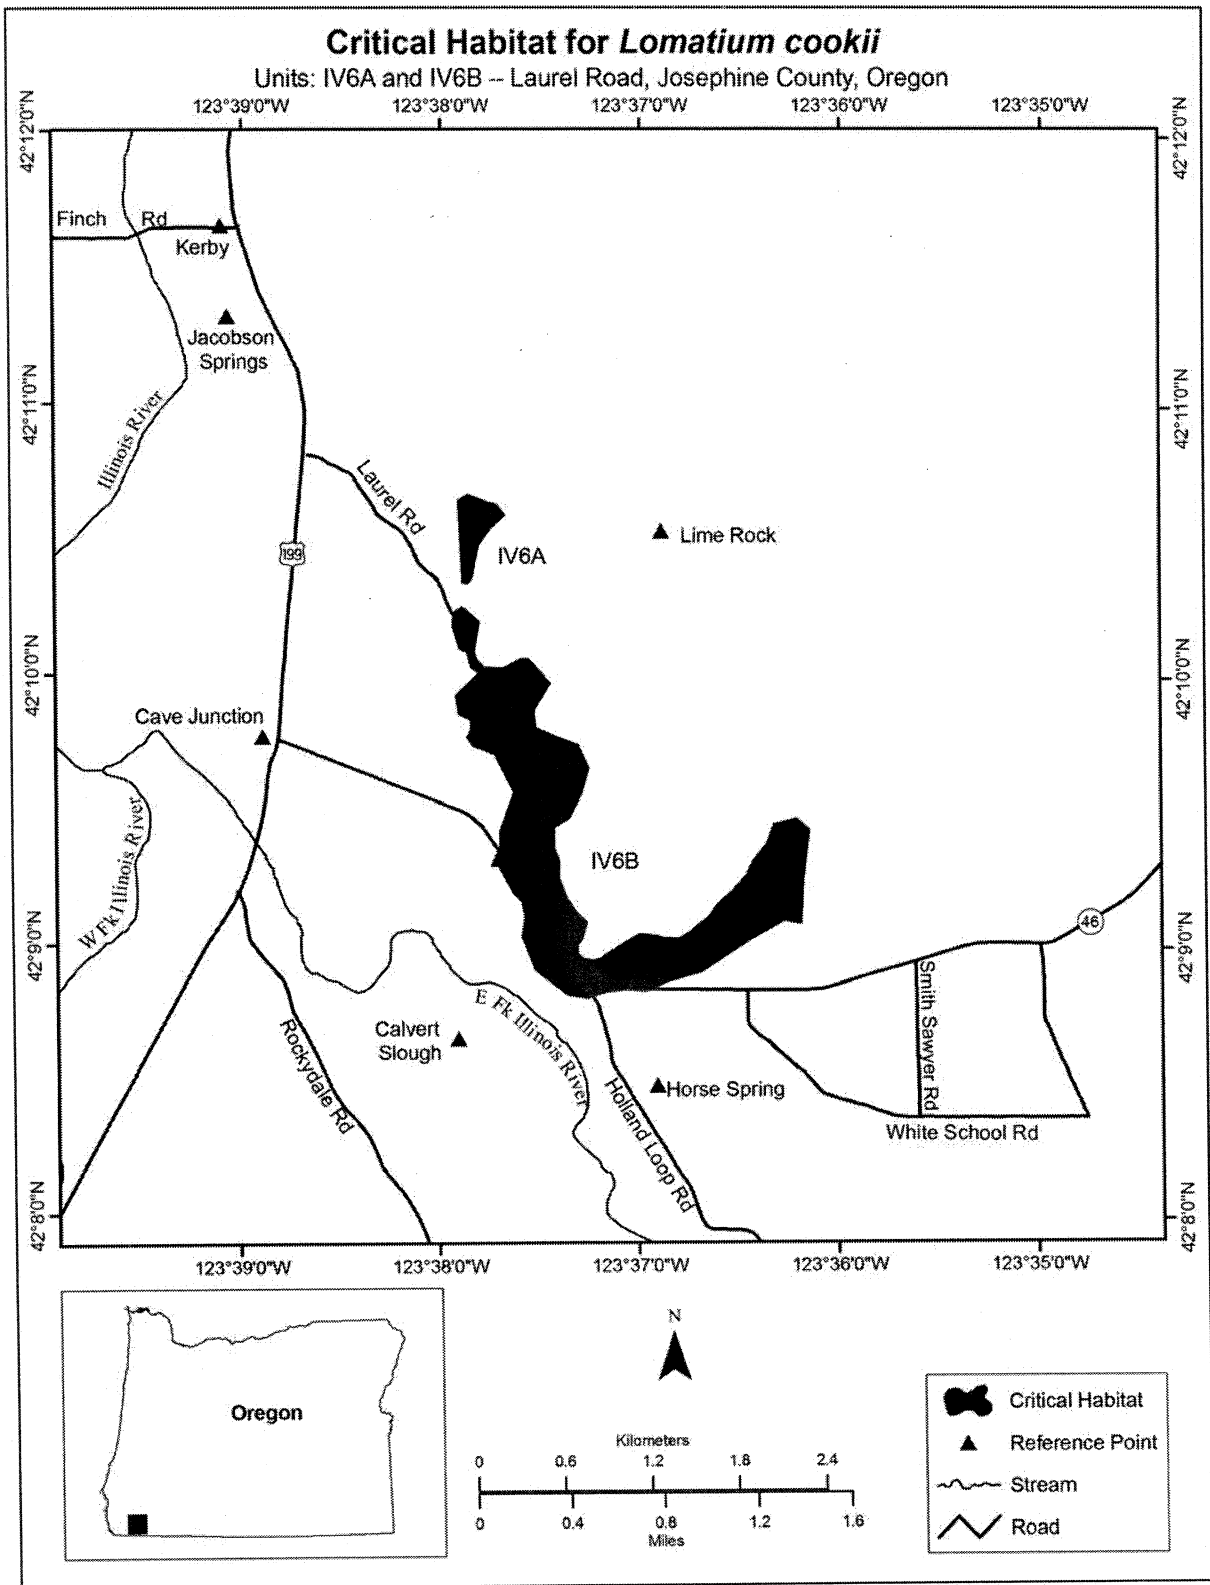 Critical Habitat for Lomatium cookii
Units: IV6A and IV6B -- Laurel Road, Josephine County, Oregon
123°39'0"W 123°38'0"W 123°37'0"W 123°36'0"W 123°35'0"W
42°12'0"N
42°12'0"N
Finch Rd
Kerby
Jacobson
Springs
42°11'0"N
42°11'0"N
Illinois River
Laurel Rd
199
IV6A
Lime Rock
42°10'0"N
42°10'0"N
Cave Junction
W Fk Illinois River
IV6B
46
42°9'0"N
42°9'0"N
E Fk Illinois River
Calvert
Slough
Rockydale Rd
Horse Spring
Holland Loop Rd
Smith Sawyer Rd
White School Rd
42°8'0"N
42°8'0"N
123°39'0"W 123°38'0"W 123°37'0"W 123°36'0"W 123°35'0"W
Oregon
N
Kilometers
0 0.6 1.2 1.8 2.4
0 0.4 0.8 1.2 1.6
Miles
Critical Habitat
Reference Point
Stream
Road